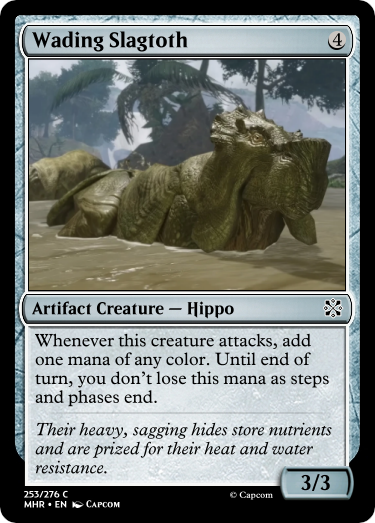 Wading Slagtoth
4
Artifact Creature — Hippo
Whenever this creature attacks, add
one mana of any color. Until end of
turn, you don't lose this mana as steps
and phases end.
Their heavy, sagging hides store nutrients
and are prized for their heat and water
resistance.
3/3
253/276 C
MHR • EN Capcom
© Capcom